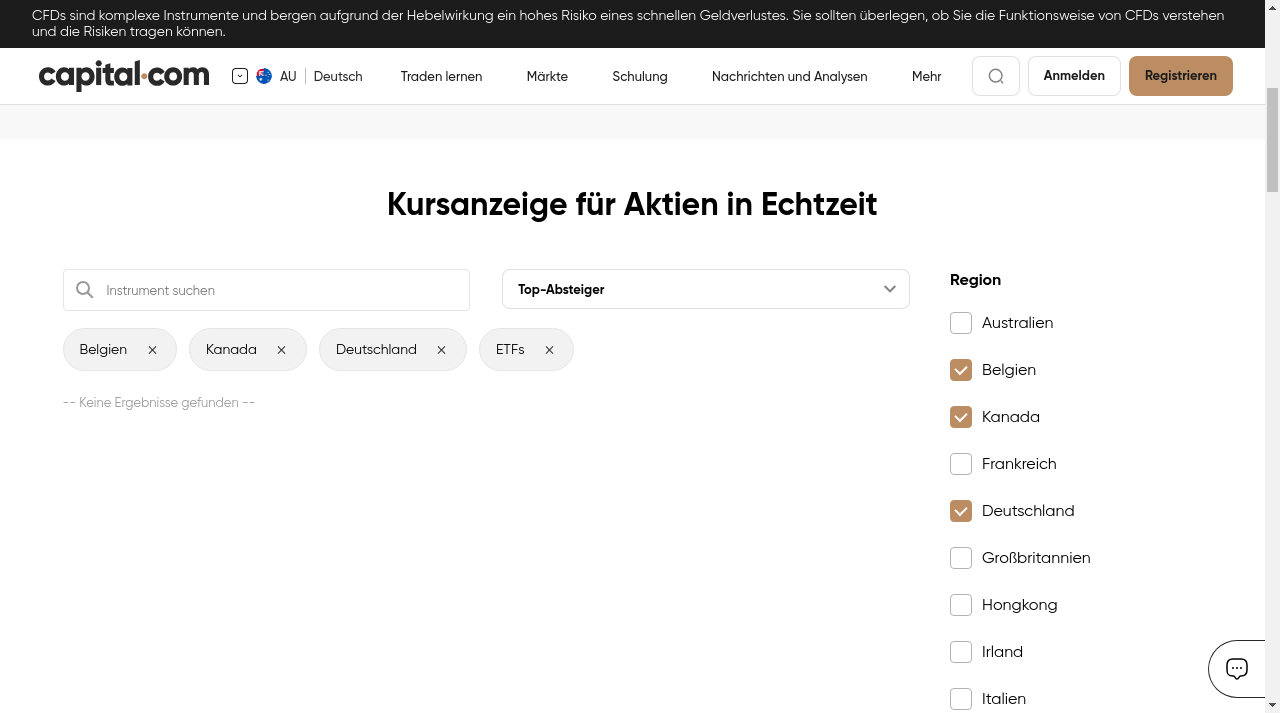 CFDs sind komplexe Instrumente und bergen aufgrund der Hebelwirkung ein hohes Risiko eines schnellen Geldverlustes. Sie sollten überlegen, ob Sie die Funktionsweise von CFDs verstehen
und die Risiken tragen können.
capital.com
AU Deutsch Traden lernen Märkte Schulung Nachrichten und Analysen Mehr Anmelden Registrieren
Kursanzeige für Aktien in Echtzeit
Instrument suchen
Top-Absteiger
Belgien
Kanada
Deutschland
ETFs
-- Keine Ergebnisse gefunden --
Region
Australien
Belgien
Kanada
Frankreich
Deutschland
Großbritannien
Hongkong
Irland
Italien